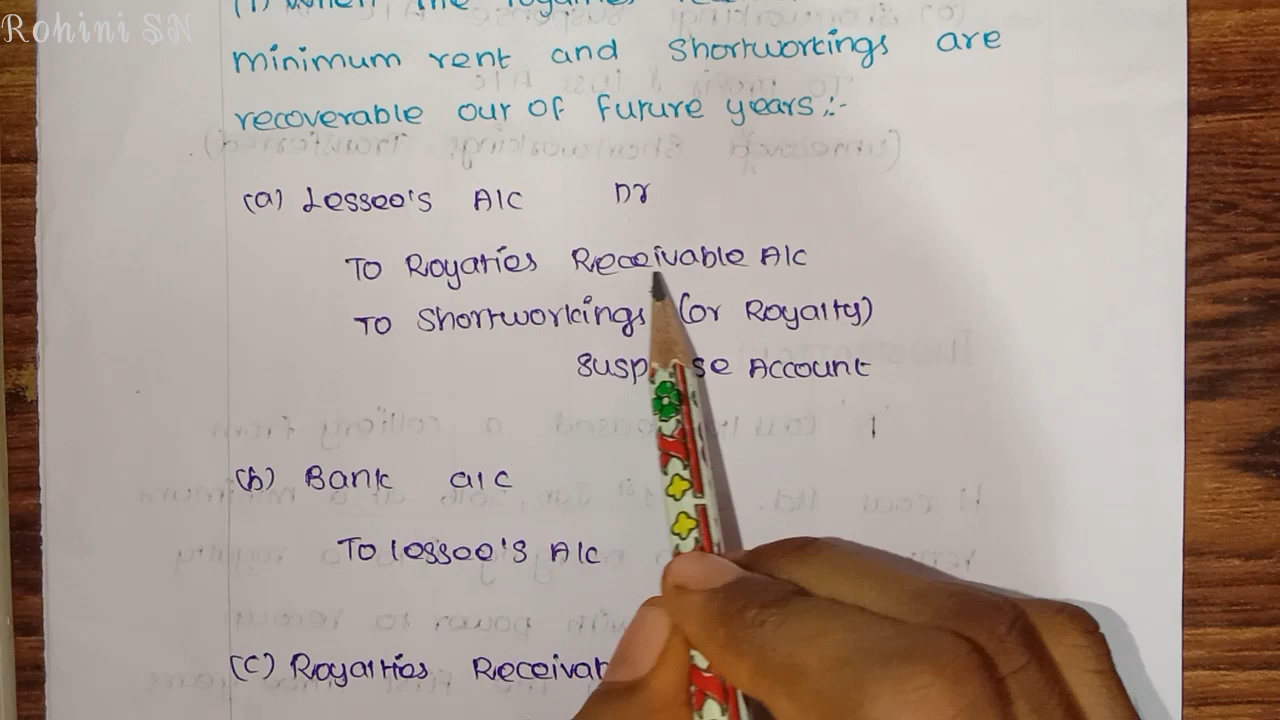 Rohini SN
minimum rent and Shortworkings are
recoverable our of future years :-
(a) Lessee's A/c Dr
To Royaties Receivable A/c
To Shortworkings (or Royalty)
Suspense Account
(b) Bank a/c
To lessee's A/c
(c) Royalties